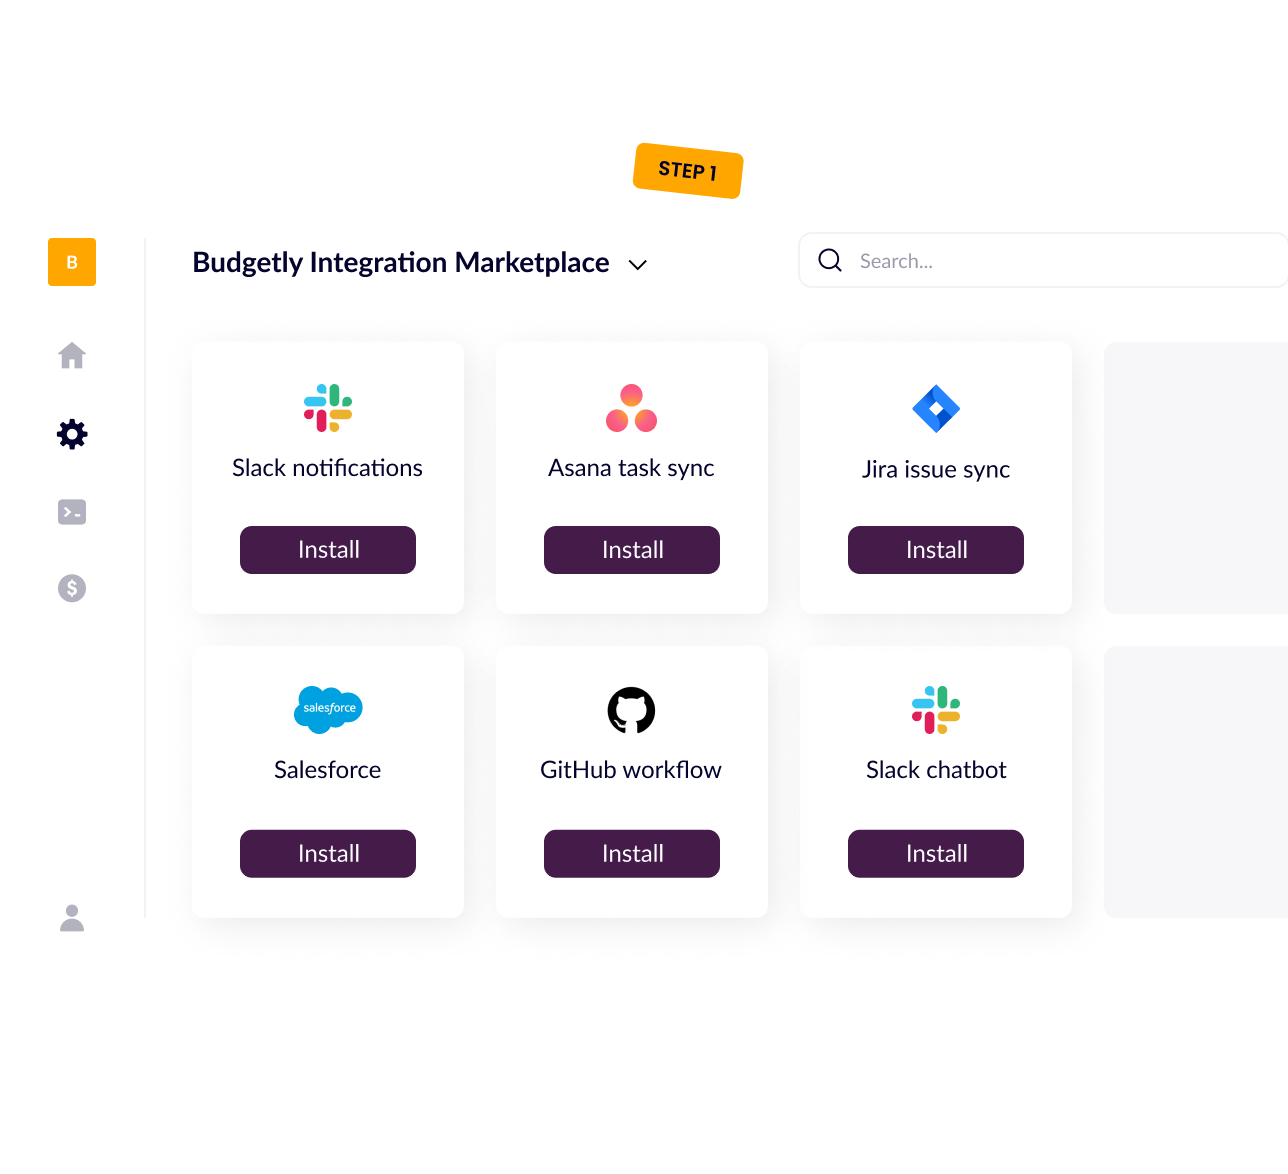 STEP 1
B
Budgetly Integration Marketplace
Search...
Slack notifications
Asana task sync
Jira issue sync
Install
Install
Install
salesforce
Salesforce
GitHub workflow
Slack chatbot
Install
Install
Install